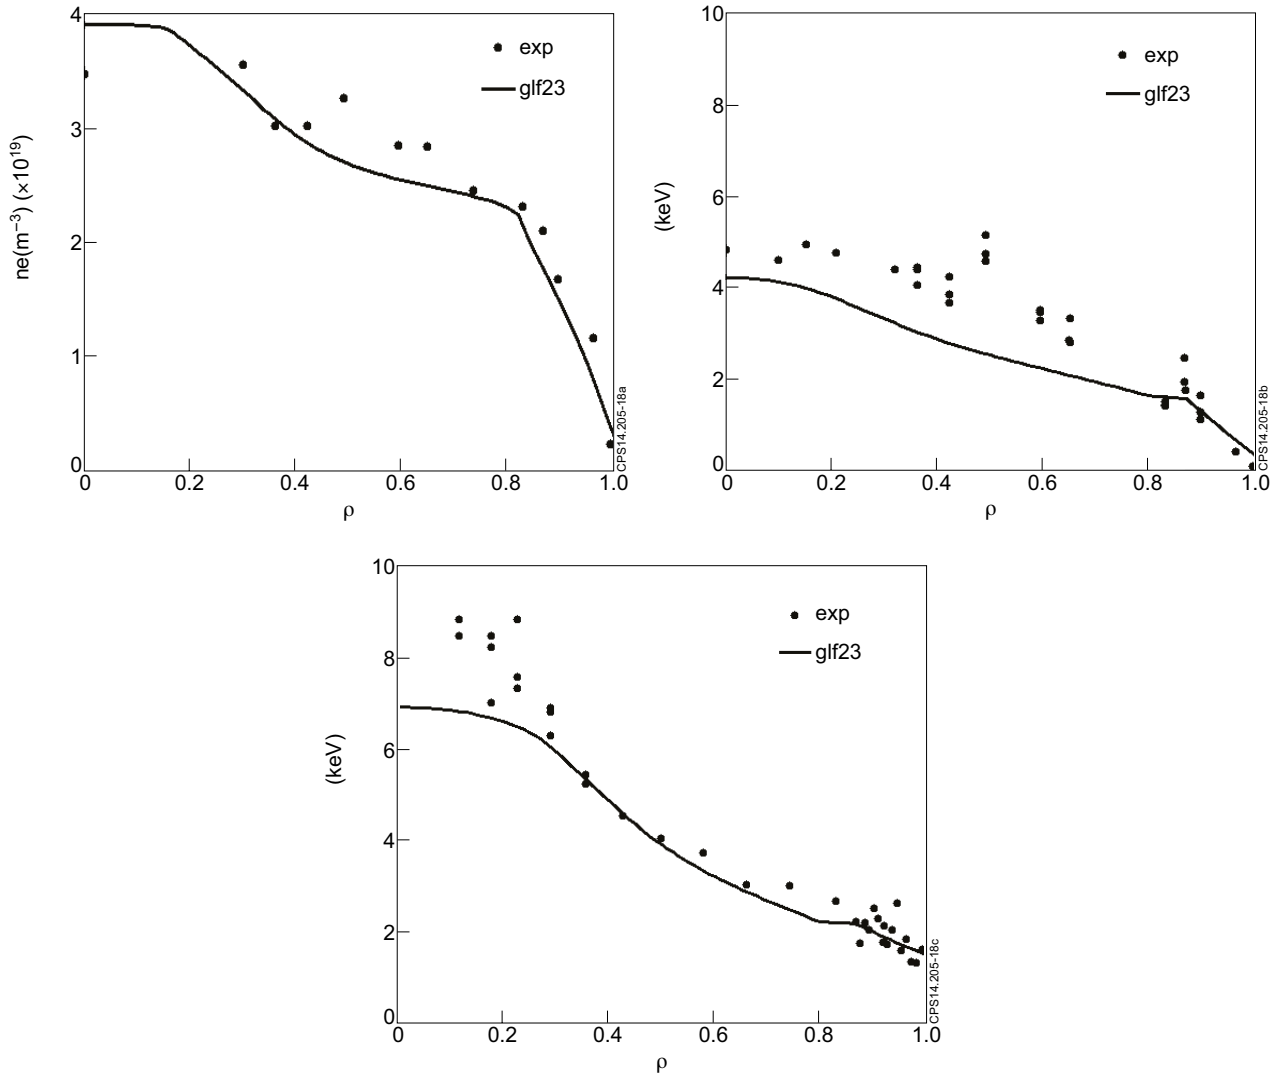 4
3
2
1
0
ne(m⁻³) (×10¹⁹)
exp
glf23
0
0.2
0.4
0.6
0.8
1.0
ρ
CPS14.205-18a
10
8
6
4
2
0
(keV)
exp
glf23
0
0.2
0.4
0.6
0.8
1.0
ρ
CPS14.205-18b
10
8
6
4
2
0
(keV)
exp
glf23
0
0.2
0.4
0.6
0.8
1.0
ρ
CPS14.205-18c